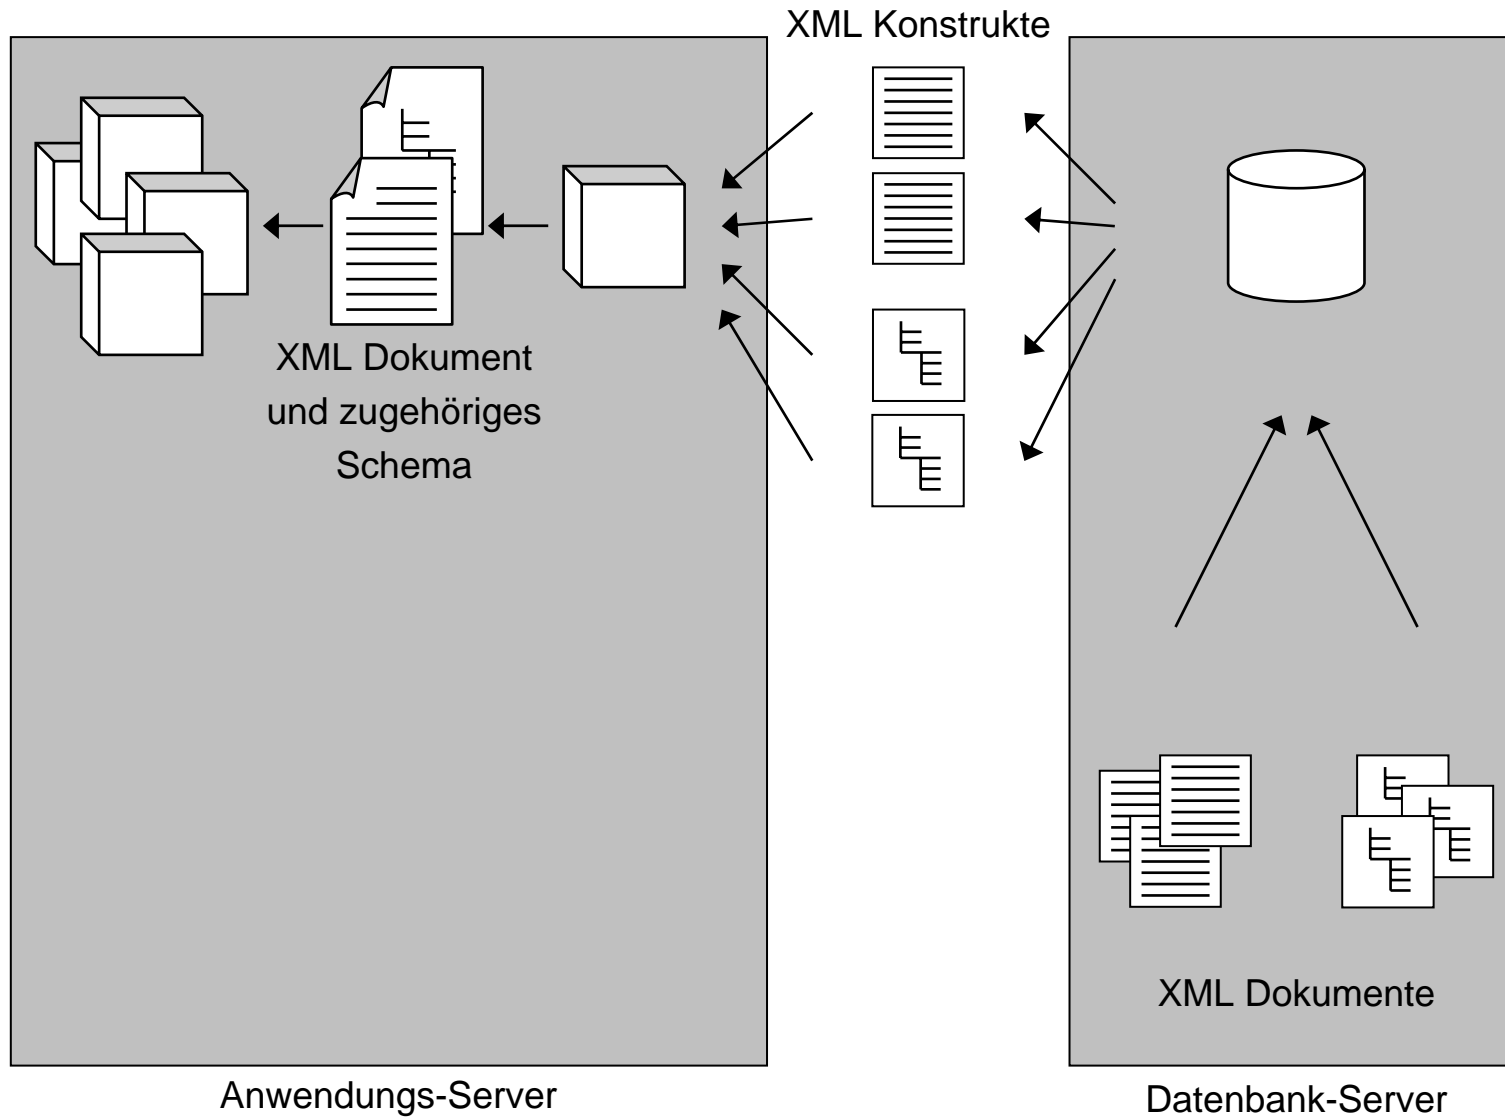 XML Konstrukte
XML Dokument
und zugehöriges
Schema
XML Dokumente
Anwendungs-Server
Datenbank-Server